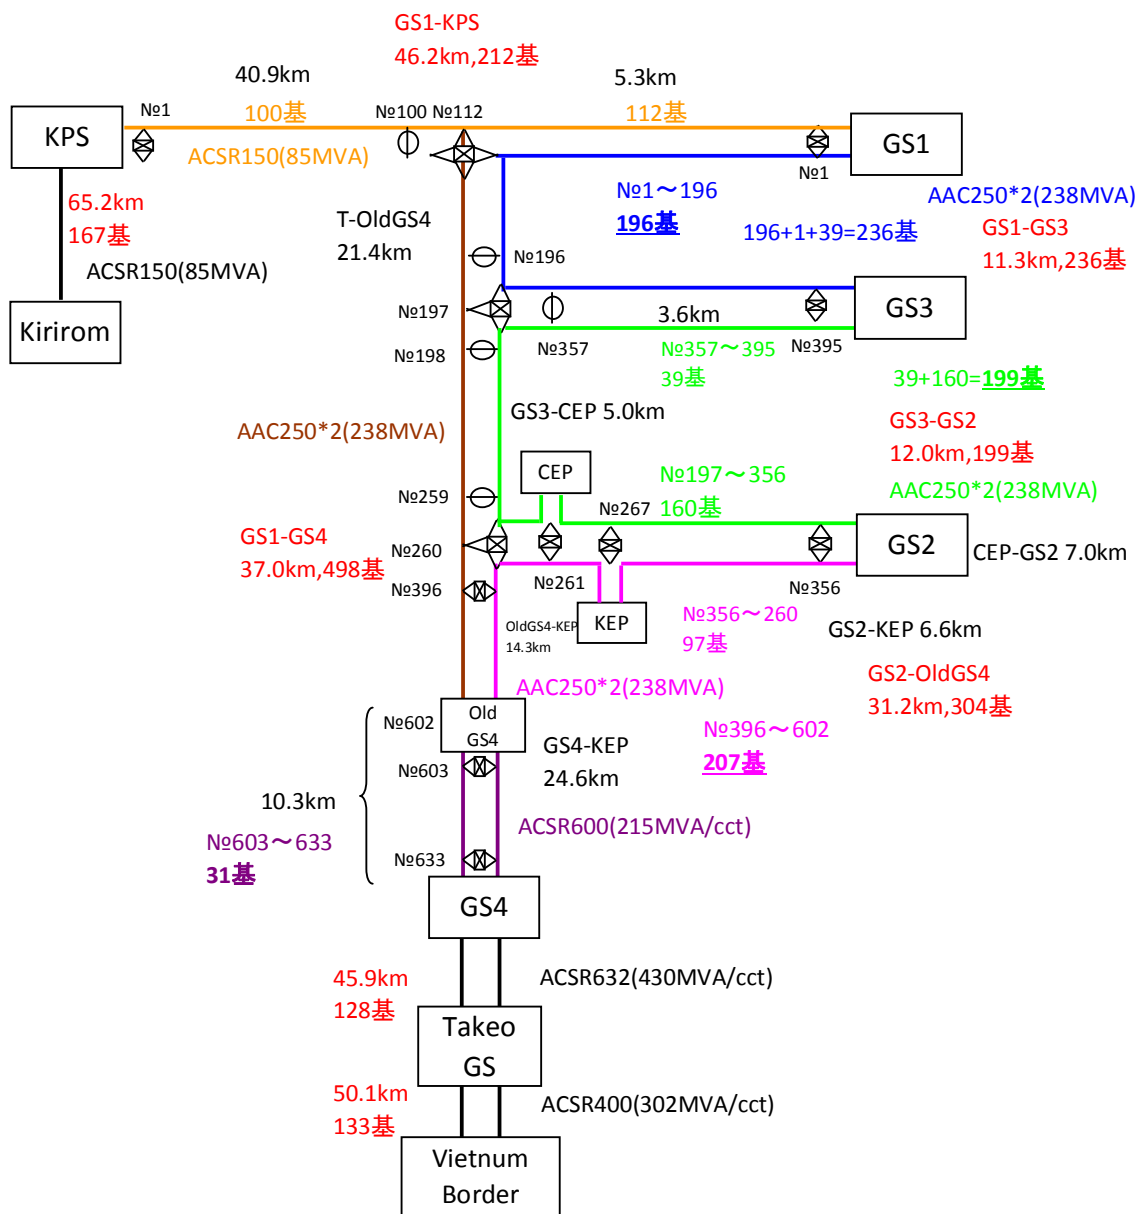 GS1-KPS
46.2km,212基
40.9km
5.3km
№1
100基
№100
№112
112基
KPS
GS1
ACSR150(85MVA)
№1
65.2km
167基
ACSR150(85MVA)
T-OldGS4
21.4km
№1～196
196基
AAC250*2(238MVA)
196+1+39=236基
GS1-GS3
11.3km,236基
№196
Kirirom
№197
3.6km
GS3
№198
№357
№357～395
39基
№395
39+160=199基
GS3-CEP 5.0km
AAC250*2(238MVA)
GS3-GS2
12.0km,199基
CEP
№197～356
160基
AAC250*2(238MVA)
№259
№267
GS1-GS4
37.0km,498基
№260
GS2
CEP-GS2 7.0km
№396
№261
№356
OldGS4-KEP
14.3km
KEP
№356～260
97基
GS2-KEP 6.6km
GS2-OldGS4
31.2km,304基
AAC250*2(238MVA)
№602
Old
GS4
№396～602
207基
GS4-KEP
24.6km
№603
10.3km
ACSR600(215MVA/cct)
№603～633
31基
№633
GS4
45.9km
128基
ACSR632(430MVA/cct)
Takeo
GS
50.1km
133基
ACSR400(302MVA/cct)
Vietnum
Border